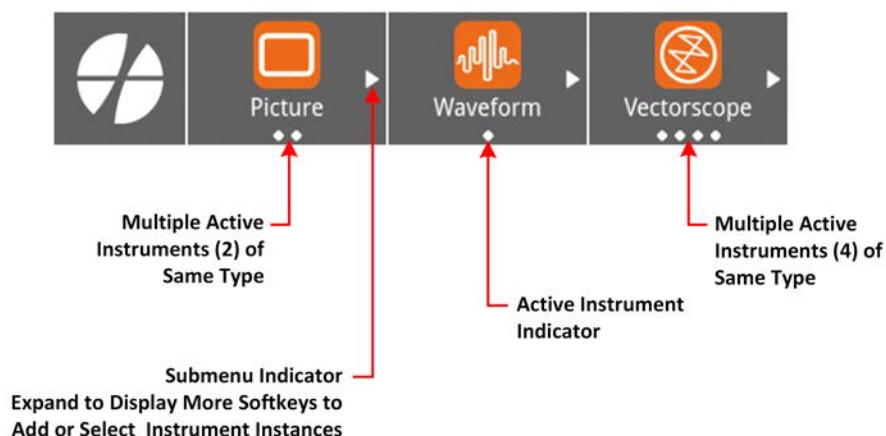 Picture
Waveform
Vectorscope
Multiple Active
Instruments (2) of
Same Type
Multiple Active
Instruments (4) of
Same Type
Active Instrument
Indicator
Submenu Indicator
Expand to Display More Softkeys to
Add or Select Instrument Instances